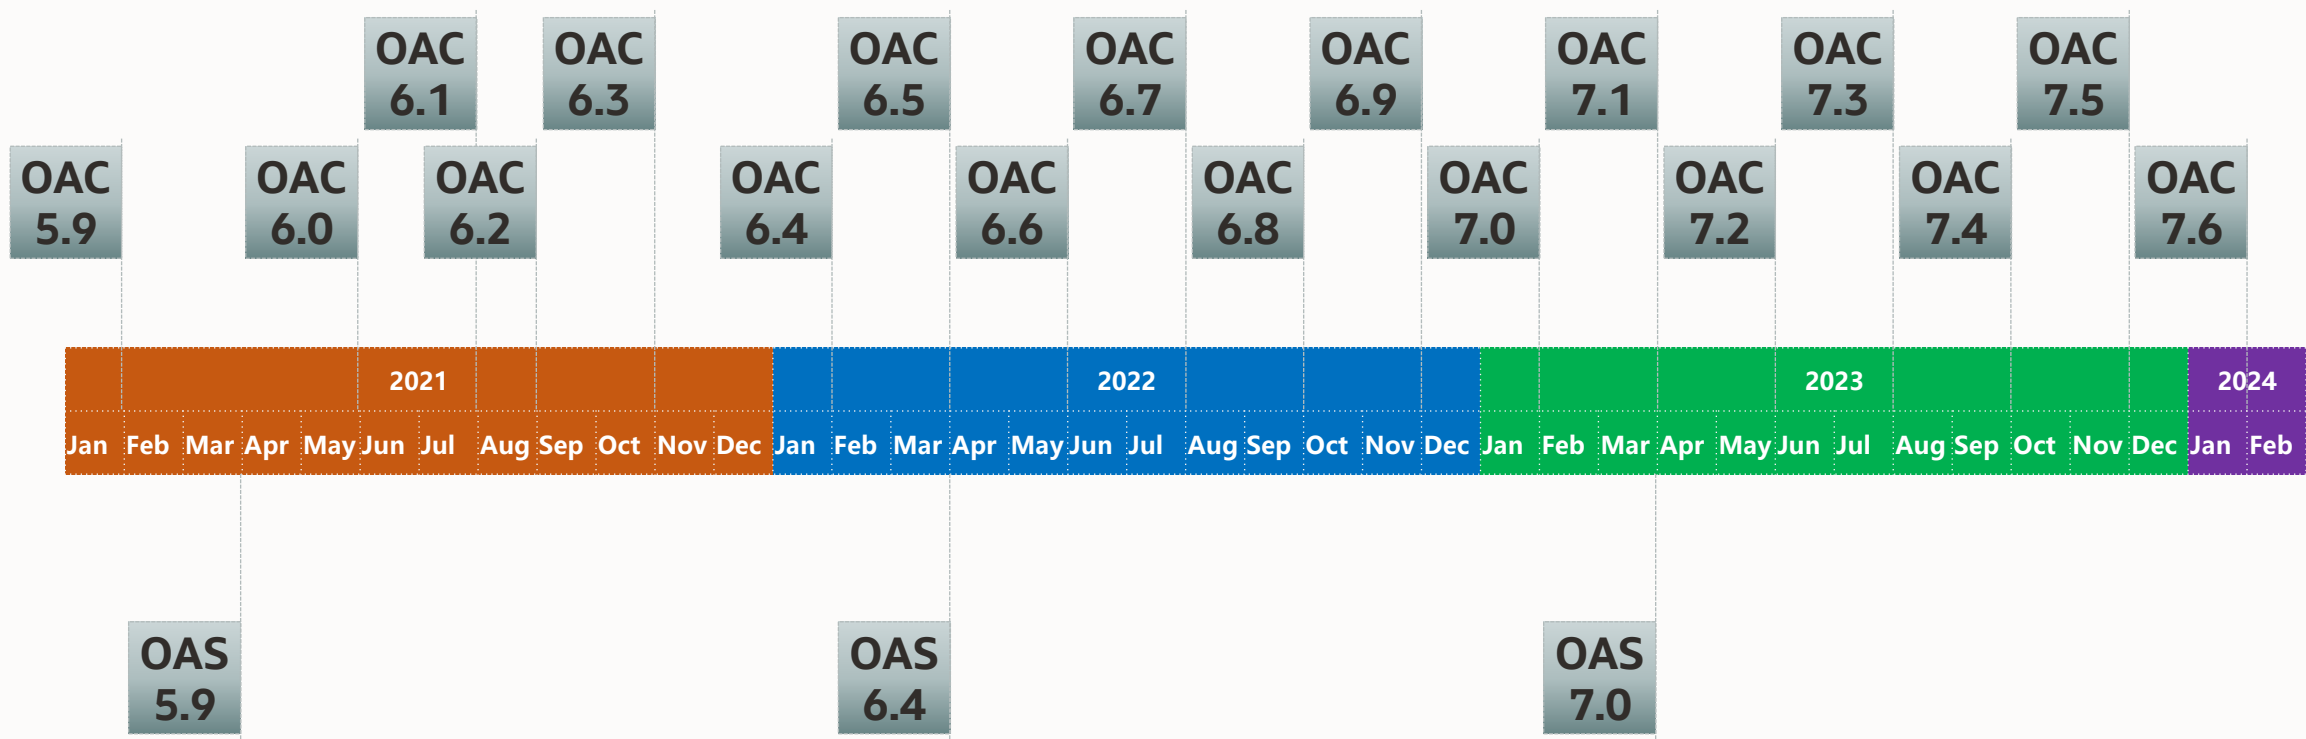 OAC
6.1
OAC
6.3
OAC
6.5
OAC
6.7
OAC
6.9
OAC
7.1
OAC
7.3
OAC
7.5
OAC
5.9
OAC
6.0
OAC
6.2
OAC
6.4
OAC
6.6
OAC
6.8
OAC
7.0
OAC
7.2
OAC
7.4
OAC
7.6
2021 2022 2023 2024
Jan Feb Mar Apr May Jun Jul Aug Sep Oct Nov Dec Jan Feb Mar Apr May Jun Jul Aug Sep Oct Nov Dec Jan Feb Mar Apr May Jun Jul Aug Sep Oct Nov Dec Jan Feb
OAS
5.9
OAS
6.4
OAS
7.0